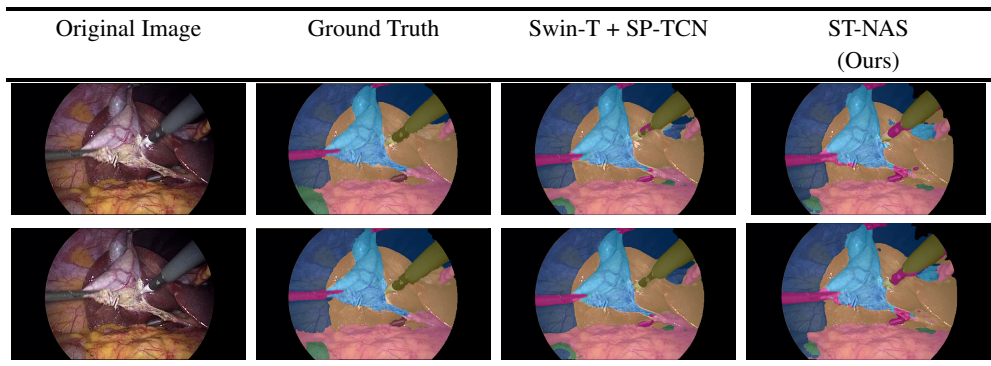 Original Image Ground Truth Swin-T + SP-TCN ST-NAS
(Ours)